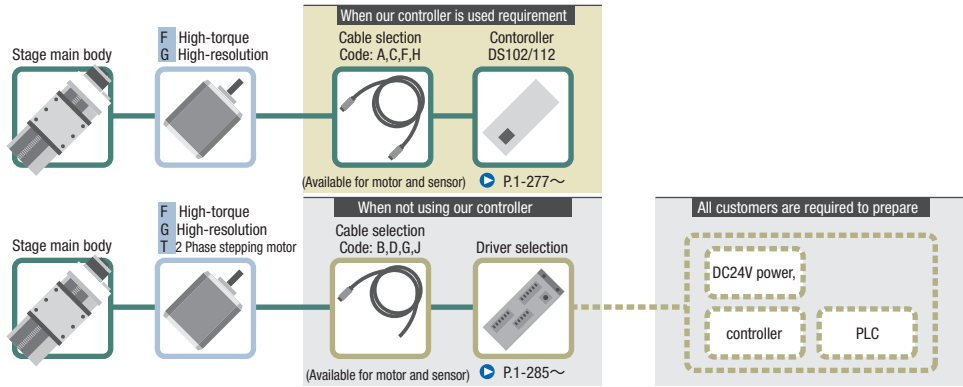 When our controller is used requirement
F High-torque
G High-resolution
Stage main body
Cable slection
Code: A,C,F,H
Contoroller
DS102/112
(Available for motor and sensor)
P.1-277～
When not using our controller
F High-torque
G High-resolution
T 2 Phase stepping motor
Stage main body
Cable selection
Code: B,D,G,J
Driver selection
(Available for motor and sensor)
P.1-285～
All customers are required to prepare
DC24V power,
controller
PLC